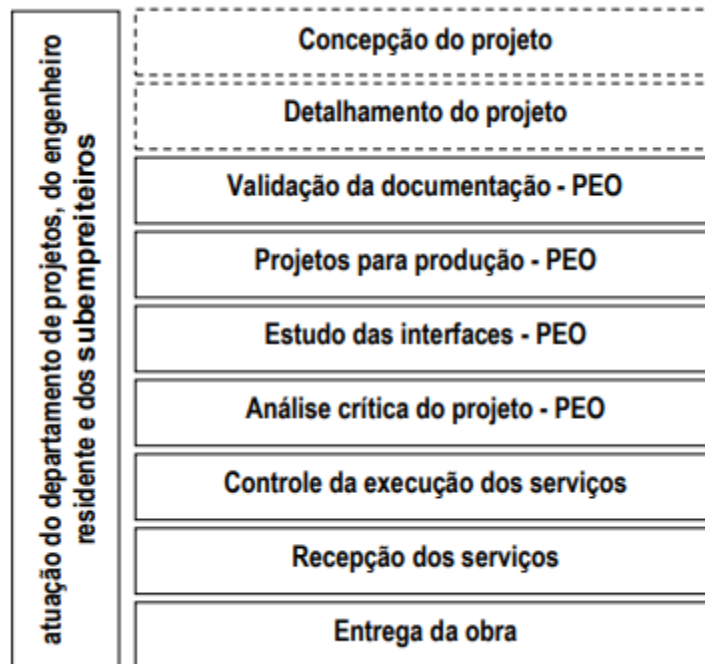 atuação do departamento de projetos, do engenheiro
residente e dos subempreiteiros
Concepção do projeto
Detalhamento do projeto
Validação da documentação - PEO
Projetos para produção - PEO
Estudo das interfaces - PEO
Análise crítica do projeto - PEO
Controle da execução dos serviços
Recepção dos serviços
Entrega da obra